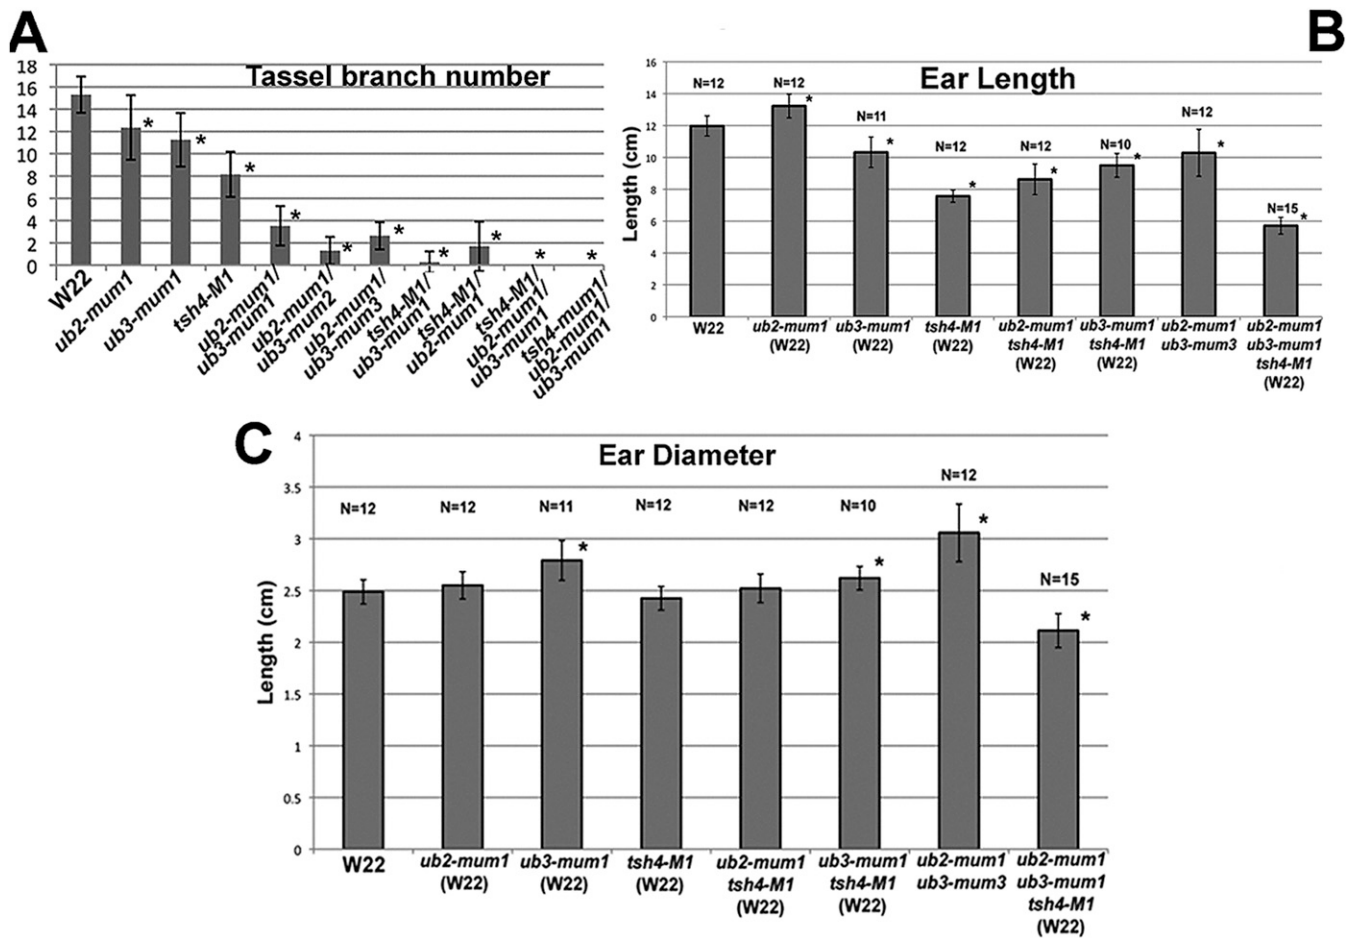 A
Tassel branch number
18
16
14
12
10
8
6
4
2
0
*
*
*
*
*
*
*
*
*
*
W22
ub2-mum1
ub3-mum1
tsh4-M1
ub2-mum1/
ub3-mum1
ub2-mum1/
ub3-mum2
ub2-mum1/
ub3-mum3
tsh4-M1/
ub3-mum1
tsh4-M1/
ub2-mum1
tsh4-M1/
ub2-mum1/
ub3-mum1
tsh4-mum1/
ub2-mum1/
ub3-mum1
B
Ear Length
Length (cm)
16
14
12
10
8
6
4
2
0
N=12
N=12
*
N=11
*
N=12
*
N=12
*
N=10
*
N=12
*
N=15
*
W22
ub2-mum1
(W22)
ub3-mum1
(W22)
tsh4-M1
(W22)
ub2-mum1
tsh4-M1
(W22)
ub3-mum1
tsh4-M1
(W22)
ub2-mum1
ub3-mum3
ub2-mum1
ub3-mum1
tsh4-M1
(W22)
C
Ear Diameter
Length (cm)
4
3.5
3
2.5
2
1.5
1
0.5
0
N=12
N=12
N=11
*
N=12
N=12
N=10
*
N=12
*
N=15
*
W22
ub2-mum1
(W22)
ub3-mum1
(W22)
tsh4-M1
(W22)
ub2-mum1
tsh4-M1
(W22)
ub3-mum1
tsh4-M1
(W22)
ub2-mum1
ub3-mum3
ub2-mum1
ub3-mum1
tsh4-M1
(W22)